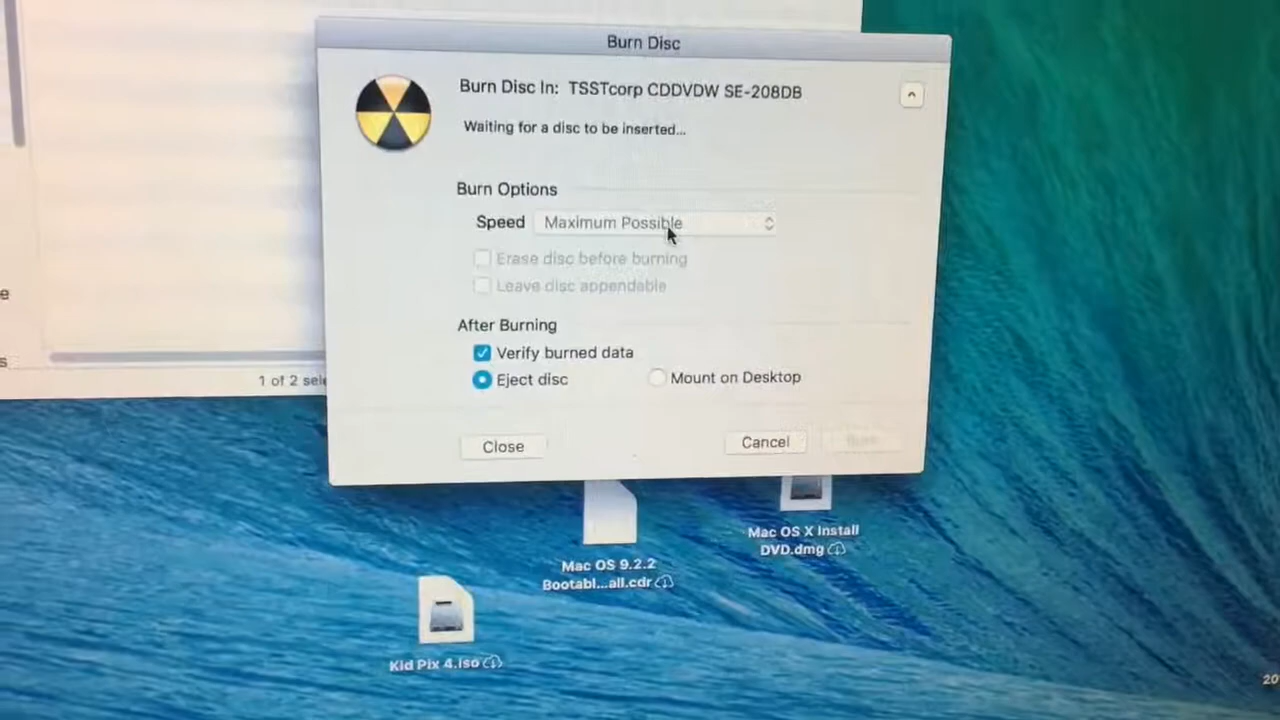 Burn Disc
Burn Disc In: TSSTcorp CDDVDW SE-208DB
Waiting for a disc to be inserted...
Burn Options
Speed Maximum Possible
Erase disc before burning
Leave disc appendable
After Burning
Verify burned data
Eject disc Mount on Desktop
Close Cancel Burn
e
s
1 of 2 sele
Mac OS X Install
DVD.dmg
Mac OS 9.2.2
Bootabl...all.cdr
Kid Pix 4.iso
20